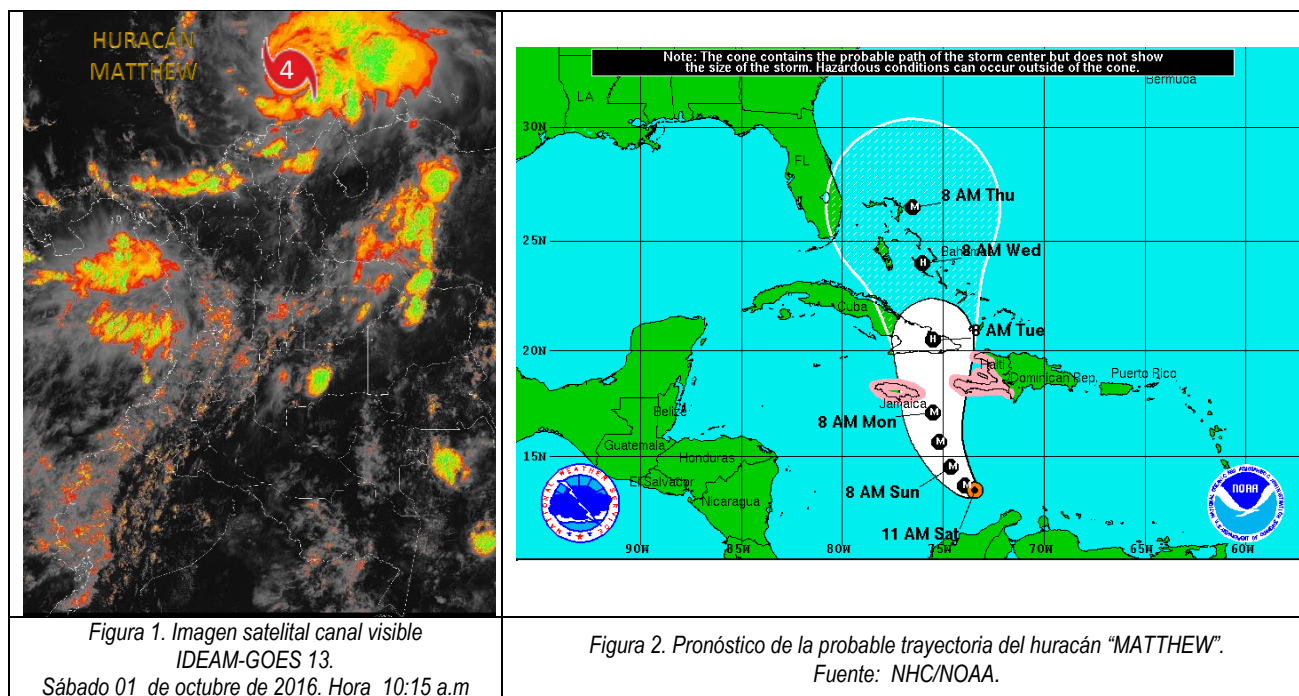 HURACÁN
MATTHEW
4
Figura 1. Imagen satelital canal visible
IDEAM-GOES 13.
Sábado 01 de octubre de 2016. Hora 10:15 a.m
Note: The cone contains the probable path of the storm center but does not show
the size of the storm. Hazardous conditions can occur outside of the cone.
Bermuda
LA
30N
FL
M 8 AM Thu
25N
8 AM Wed
H
Cuba
8 AM Tue
H
20N
Haiti
Dominican Rep.
Puerto Rico
Jamaica
Belize
M
8 AM Mon
Guatemala
Honduras
M
15N
M
El Salvador
8 AM Sun
M
Nicaragua
NATIONAL WEATHER SERVICE
NOAA
11 AM Sat
90W 85W 80W 75W 70W 65W 60W
Figura 2. Pronóstico de la probable trayectoria del huracán “MATTHEW”.
Fuente: NHC/NOAA.